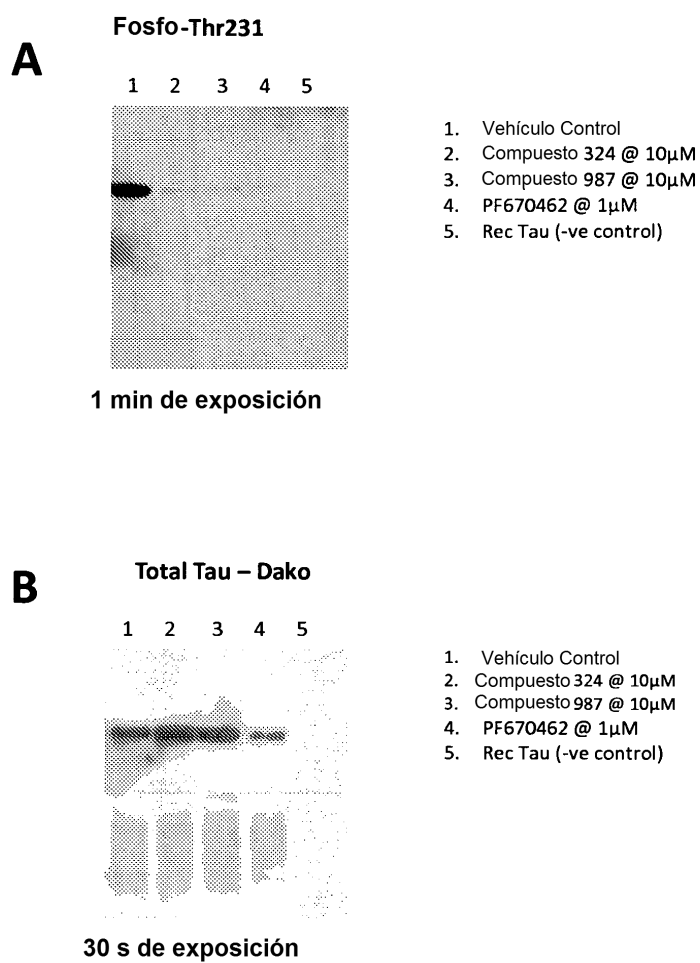 Fosfo-Thr231
A
1 2 3 4 5
1. Vehículo Control
2. Compuesto 324 @ 10µM
3. Compuesto 987 @ 10µM
4. PF670462 @ 1µM
5. Rec Tau (-ve control)
1 min de exposición
Total Tau – Dako
B
1 2 3 4 5
1. Vehículo Control
2. Compuesto 324 @ 10µM
3. Compuesto 987 @ 10µM
4. PF670462 @ 1µM
5. Rec Tau (-ve control)
30 s de exposición